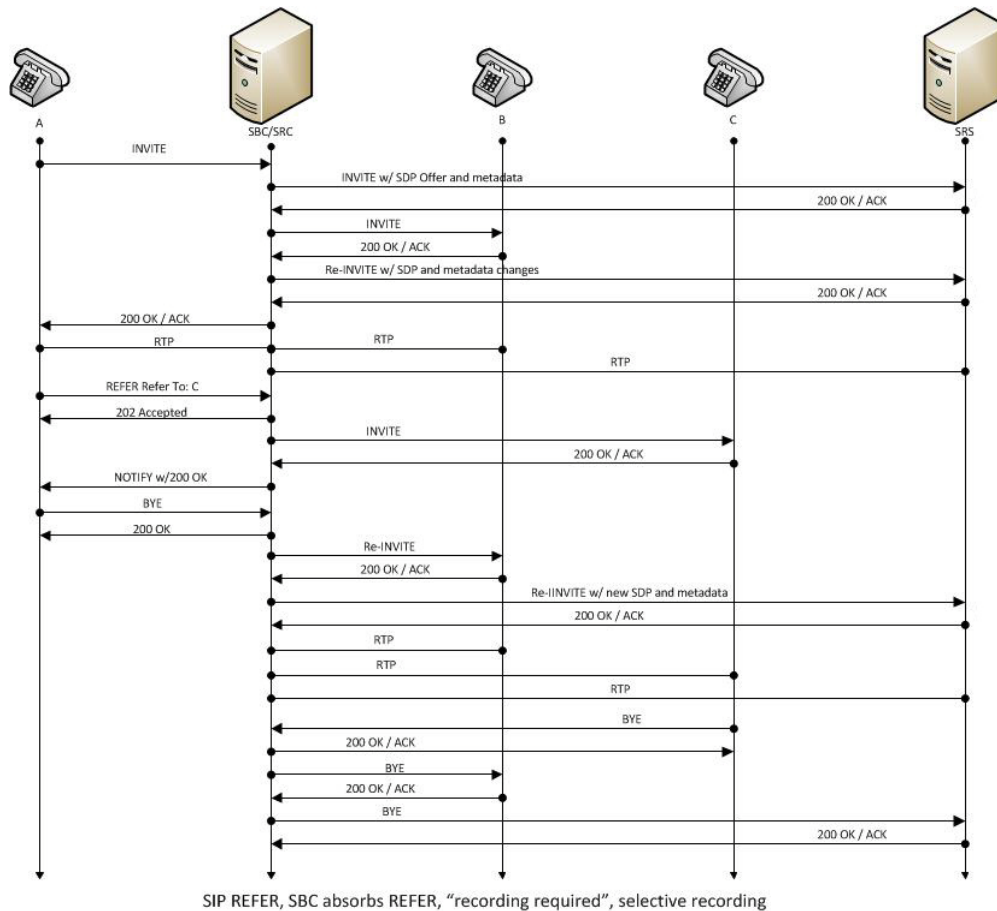 A
SBC/SRC
B
C
SRS
INVITE
INVITE w/ SDP Offer and metadata
200 OK / ACK
INVITE
200 OK / ACK
Re-INVITE w/ SDP and metadata changes
200 OK / ACK
200 OK / ACK
RTP
RTP
RTP
REFER Refer To: C
202 Accepted
INVITE
200 OK / ACK
NOTIFY w/200 OK
BYE
200 OK
Re-INVITE
200 OK / ACK
Re-IINVITE w/ new SDP and metadata
200 OK / ACK
RTP
RTP
RTP
BYE
200 OK / ACK
BYE
200 OK / ACK
BYE
200 OK / ACK
SIP REFER, SBC absorbs REFER, “recording required”, selective recording